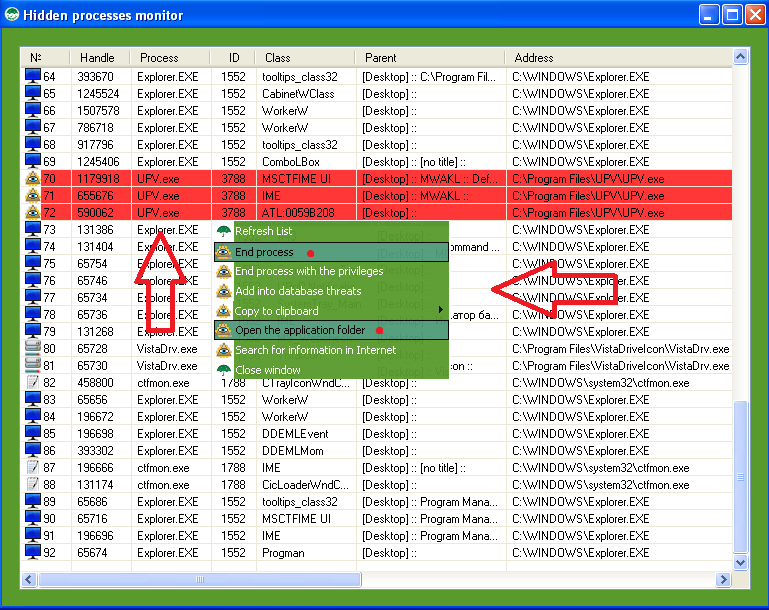 Hidden processes monitor
№ Handle Process ID Class Parent Address
64 393670 Explorer.EXE 1552 tooltips_class32 [Desktop] :: C:\Program Fil... C:\WINDOWS\Explorer.EXE
65 1245524 Explorer.EXE 1552 CabinetWClass [Desktop] :: C:\WINDOWS\Explorer.EXE
66 1507578 Explorer.EXE 1552 WorkerW [Desktop] :: C:\WINDOWS\Explorer.EXE
67 786718 Explorer.EXE 1552 WorkerW [Desktop] :: C:\WINDOWS\Explorer.EXE
68 917796 Explorer.EXE 1552 tooltips_class32 [Desktop] :: C:\WINDOWS\Explorer.EXE
69 1245406 Explorer.EXE 1552 ComboLBox [Desktop] :: [no title] :: C:\WINDOWS\Explorer.EXE
70 1179918 UPV.exe 3788 MSCTFIME UI [Desktop] :: MWAKL :: Def... C:\Program Files\UPV\UPV.exe
71 655676 UPV.exe 3788 IME [Desktop] :: MWAKL :: C:\Program Files\UPV\UPV.exe
72 590062 UPV.exe 3788 ATL:0059B208 [Desktop] :: C:\Program Files\UPV\UPV.exe
73 131386 Explorer.EXE Refresh List C:\WINDOWS\Explorer.EXE
74 131404 Explorer.EXE End process ommand ... C:\WINDOWS\Explorer.EXE
75 65754 Explorer.EXE End process with the privileges C:\WINDOWS\Explorer.EXE
76 65746 Explorer.EXE Add into database threats C:\WINDOWS\Explorer.EXE
77 65734 Explorer.EXE C:\WINDOWS\Explorer.EXE
78 65736 Explorer.EXE Copy to clipboard C:\WINDOWS\Explorer.EXE
79 131268 Explorer.EXE Open the application folder C:\WINDOWS\Explorer.EXE
80 65728 VistaDrv.exe Search for information in Internet C:\Program Files\VistaDriveIcon\VistaDrv.exe
81 65730 VistaDrv.exe Close window con :: C:\Program Files\VistaDriveIcon\VistaDrv.exe
82 458800 ctfmon.exe 1788 CTrayIconWndC... [Desktop] :: C:\WINDOWS\system32\ctfmon.exe
83 65656 Explorer.EXE 1552 WorkerW [Desktop] :: C:\WINDOWS\Explorer.EXE
84 196672 Explorer.EXE 1552 WorkerW [Desktop] :: C:\WINDOWS\Explorer.EXE
85 196698 Explorer.EXE 1552 DDEMLEvent [Desktop] :: C:\WINDOWS\Explorer.EXE
86 393302 Explorer.EXE 1552 DDEMLMom [Desktop] :: C:\WINDOWS\Explorer.EXE
87 196666 ctfmon.exe 1788 IME [Desktop] :: [no title] :: C:\WINDOWS\system32\ctfmon.exe
88 131174 ctfmon.exe 1788 CicLoaderWndC... [Desktop] :: C:\WINDOWS\system32\ctfmon.exe
89 65686 Explorer.EXE 1552 tooltips_class32 [Desktop] :: Program Mana... C:\WINDOWS\Explorer.EXE
90 65716 Explorer.EXE 1552 MSCTFIME UI [Desktop] :: Program Mana... C:\WINDOWS\Explorer.EXE
91 196696 Explorer.EXE 1552 IME [Desktop] :: Program Mana... C:\WINDOWS\Explorer.EXE
92 65674 Explorer.EXE 1552 Progman [Desktop] :: C:\WINDOWS\Explorer.EXE